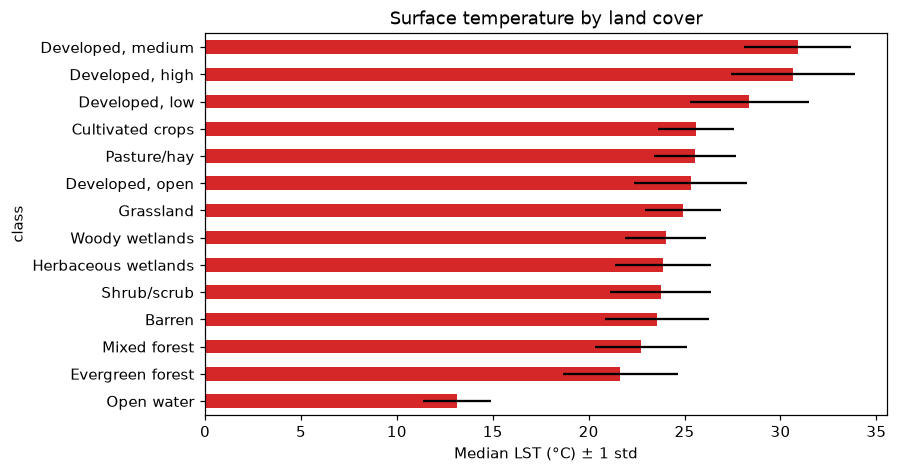 Surface temperature by land cover
Developed, medium
Developed, high
Developed, low
Cultivated crops
Pasture/hay
Developed, open
Grassland
Woody wetlands
Herbaceous wetlands
Shrub/scrub
Barren
Mixed forest
Evergreen forest
Open water
class
0 5 10 15 20 25 30 35
Median LST (°C) ± 1 std